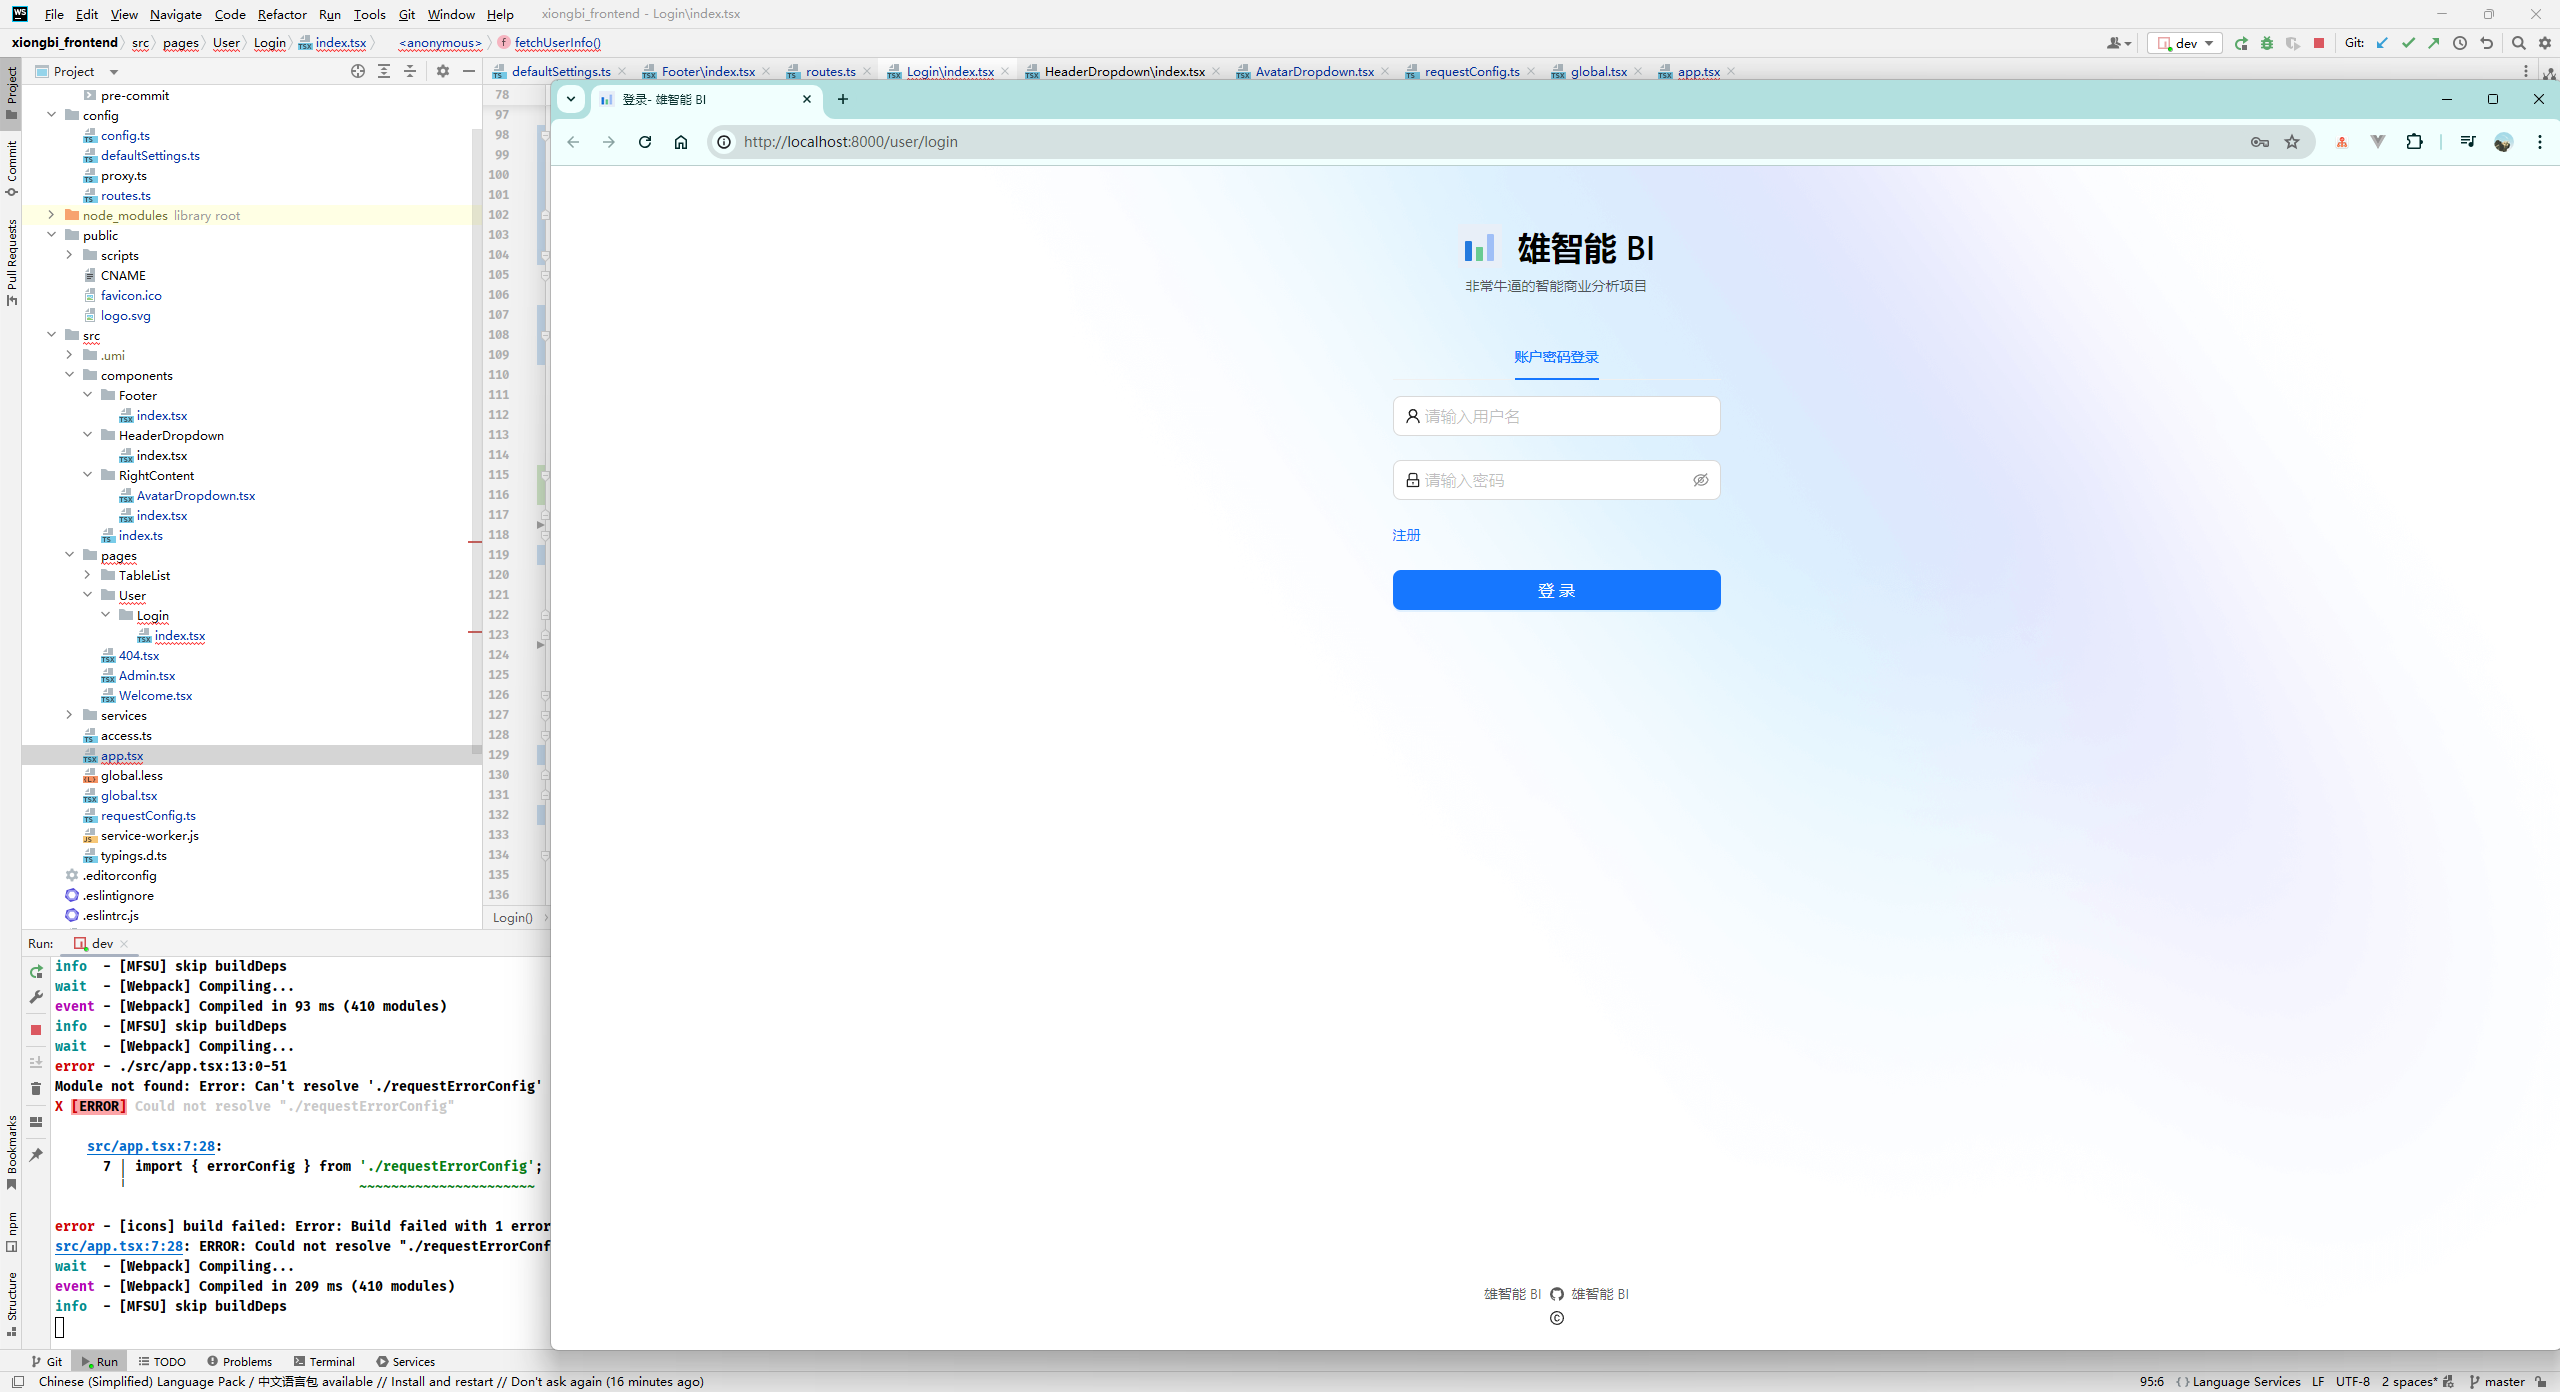 File Edit View Navigate Code Refactor Run Tools Git Window Help xiongbi_frontend - Login\index.tsx
xiongbi_frontend src pages User Login index.tsx <anonymous> fetchUserInfo() dev Git:
Project
defaultSettings.ts Footer\index.tsx routes.ts Login\index.tsx HeaderDropdown\index.tsx AvatarDropdown.tsx requestConfig.ts global.tsx app.tsx
Project
Commit
Pull Requests
Bookmarks
npm
Structure
pre-commit
config
config.ts
defaultSettings.ts
proxy.ts
routes.ts
node_modules library root
public
scripts
CNAME
favicon.ico
logo.svg
src
.umi
components
Footer
index.tsx
HeaderDropdown
index.tsx
RightContent
AvatarDropdown.tsx
index.tsx
index.ts
pages
TableList
User
Login
index.tsx
404.tsx
Admin.tsx
Welcome.tsx
services
access.ts
app.tsx
global.less
global.tsx
requestConfig.ts
service-worker.js
typings.d.ts
.editorconfig
.eslintignore
.eslintrc.js
78
97
98
99
100
101
102
103
104
105
106
107
108
109
110
111
112
113
114
115
116
117
118
119
120
121
122
123
124
125
126
127
128
129
130
131
132
133
134
135
136
Login()
登录- 雄智能 BI
http://localhost:8000/user/login
雄智能 BI
非常牛逼的智能商业分析项目
账户密码登录
请输入用户名
请输入密码
注册
登 录
雄智能 BI 雄智能 BI
©
Run: dev
info - [MFSU] skip buildDeps
wait - [Webpack] Compiling...
event - [Webpack] Compiled in 93 ms (410 modules)
info - [MFSU] skip buildDeps
wait - [Webpack] Compiling...
error - ./src/app.tsx:13:0-51
Module not found: Error: Can't resolve './requestErrorConfig'
X [ERROR] Could not resolve "./requestErrorConfig"
src/app.tsx:7:28:
7 │ import { errorConfig } from './requestErrorConfig';
╵ ~~~~~~~~~~~~~~~~~~~~~~
error - [icons] build failed: Error: Build failed with 1 error
src/app.tsx:7:28: ERROR: Could not resolve "./requestErrorConf
wait - [Webpack] Compiling...
event - [Webpack] Compiled in 209 ms (410 modules)
info - [MFSU] skip buildDeps
Git Run TODO Problems Terminal Services
Chinese (Simplified) Language Pack / 中文语言包 available // Install and restart // Don't ask again (16 minutes ago) 95:6 {} Language Services LF UTF-8 2 spaces* master